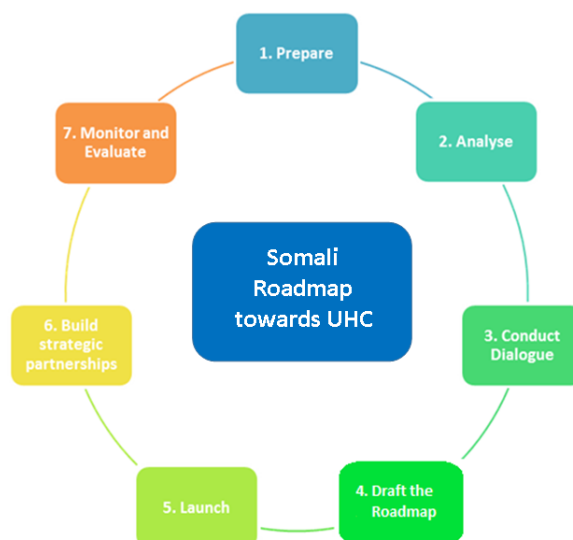 1. Prepare
2. Analyse
3. Conduct
Dialogue
4. Draft the
Roadmap
5. Launch
6. Build
strategic
partnerships
7. Monitor and
Evaluate
Somali
Roadmap
towards UHC